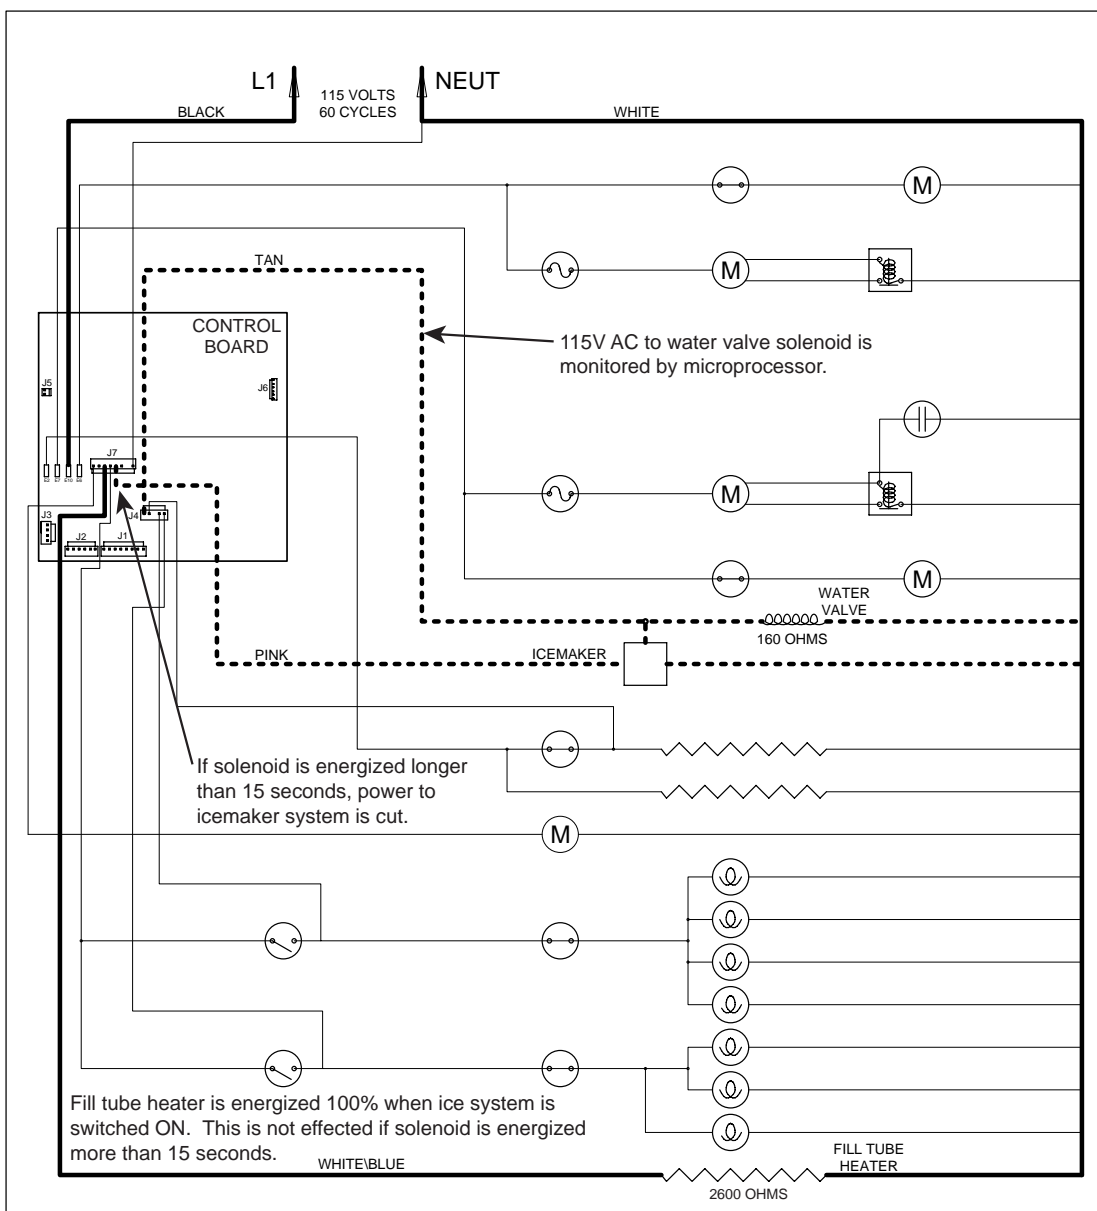 L1
NEUT
115 VOLTS
60 CYCLES
BLACK
WHITE
M
TAN
M
CONTROL
BOARD
115V AC to water valve solenoid is
monitored by microprocessor.
J5
J6
J7
E2 E7 E10 E6
M
J3
J4
J2
J1
M
WATER
VALVE
160 OHMS
PINK
ICEMAKER
If solenoid is energized longer
than 15 seconds, power to
icemaker system is cut.
M
Fill tube heater is energized 100% when ice system is
switched ON. This is not effected if solenoid is energized
more than 15 seconds.
WHITE\BLUE
FILL TUBE
HEATER
2600 OHMS